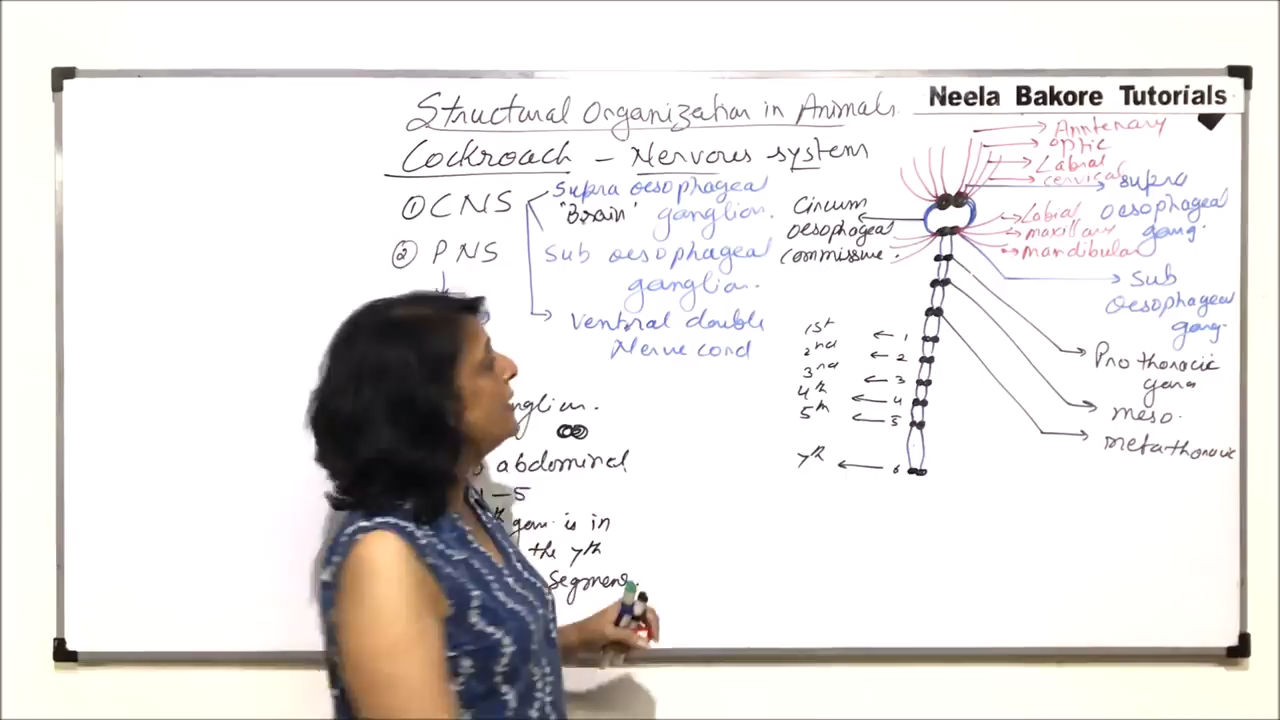 Neela Bakore Tutorials
Structural Organization in Animals.
Cockroach - Nervous system
① CNS
Supra oesophageal
"Brain" ganglion.
② PNS
Sub oesophageal
ganglion.
Ventral double
Nerve cord
nglion.
abdominal
1-5
gan. is in
the 7th
Segment.
Anntenary
optic
Labral
cervical
Supra
oesophageal
gang.
Circum
oesophageal
commissure.
Labial
maxillary
mandibular
Sub
oesophageal
gang.
Pro thoracic
gang
meso.
metathoracic
1st ← 1
2nd ← 2
3rd ← 3
4th ← 4
5th ← 5
7th ← 6